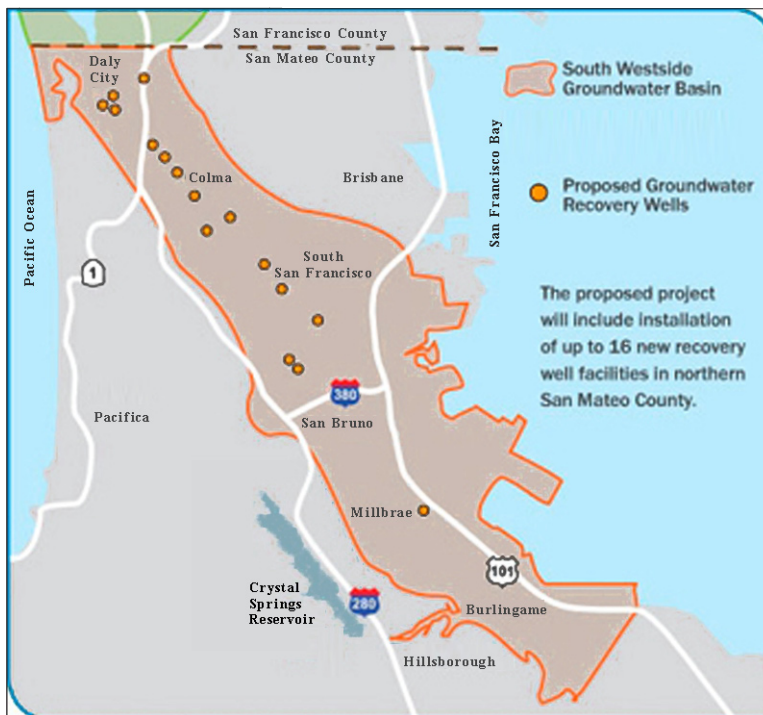 San Francisco County
San Mateo County
Daly
City
South Westside
Groundwater Basin
Colma
Brisbane
Proposed Groundwater
Recovery Wells
San Francisco Bay
Pacific Ocean
South
San Francisco
1
The proposed project
will include installation
of up to 16 new recovery
well facilities in northern
San Mateo County.
380
Pacifica
San Bruno
Millbrae
101
Crystal
Springs
Reservoir
280
Burlingame
Hillsborough